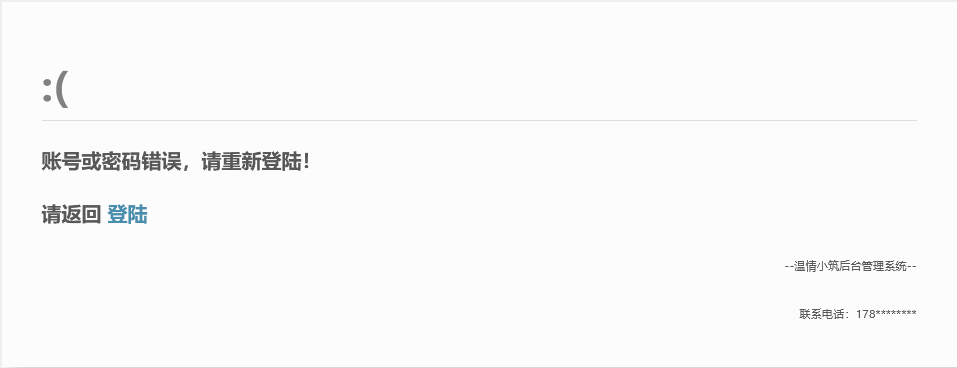 :(
账号或密码错误，请重新登陆！
请返回 登陆
--温情小筑后台管理系统--
联系电话：178********